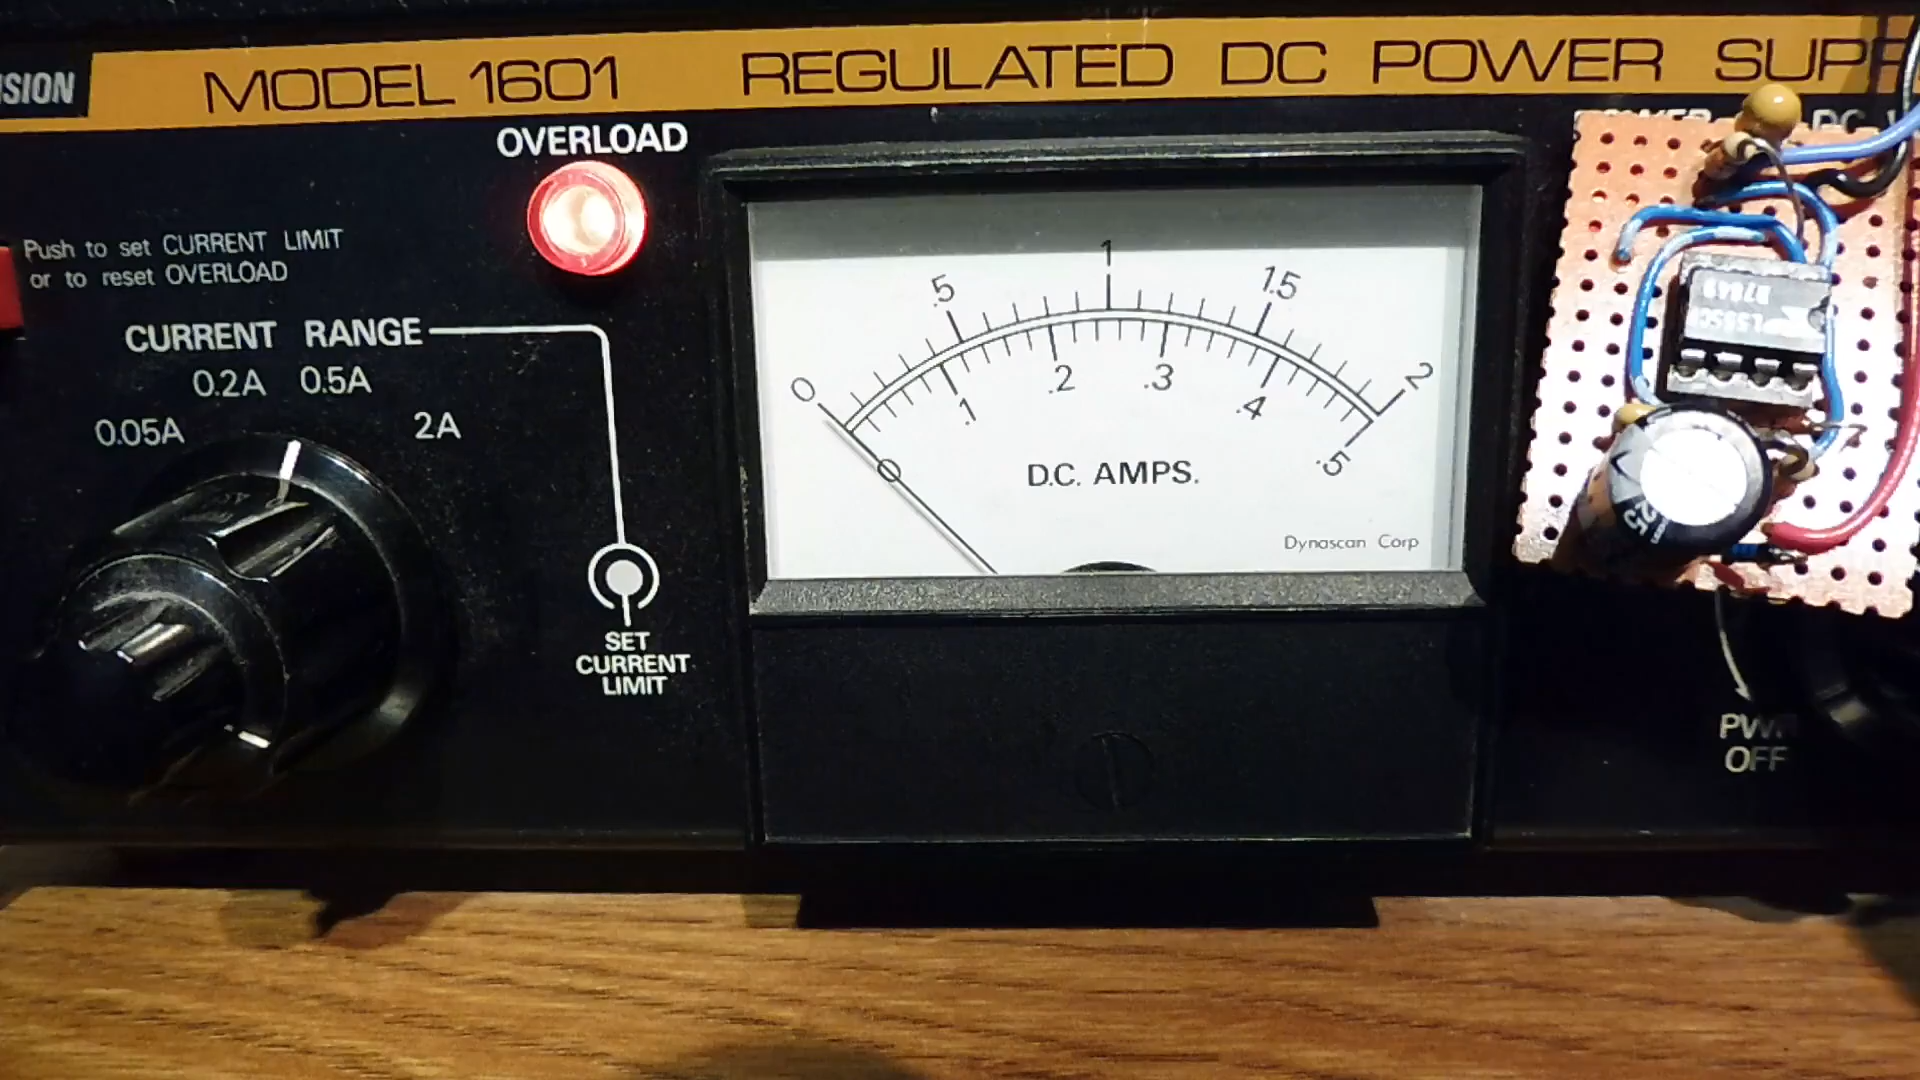 MODEL 1601 REGULATED DC POWER
OVERLOAD
Push to set CURRENT LIMIT
or to reset OVERLOAD
CURRENT RANGE
0.2A 0.5A
0.05A 2A
SET
CURRENT
LIMIT
0 .5 1 1.5 2
0 .1 .2 .3 .4 .5
D.C. AMPS.
Dynascan Corp
OFF
25